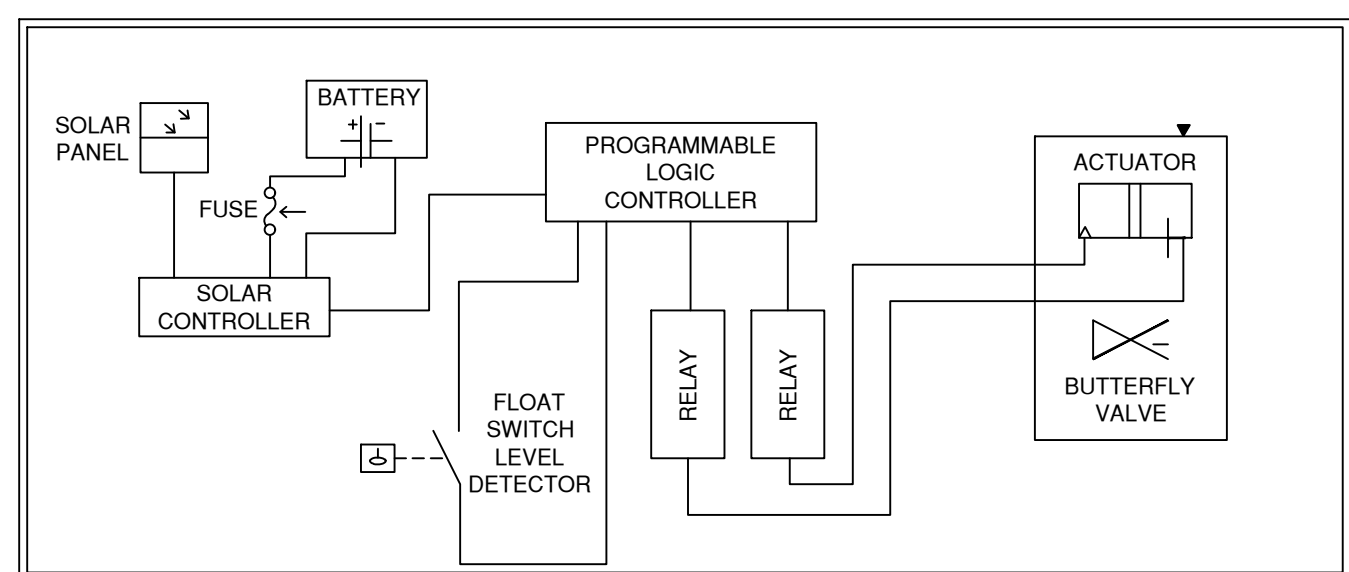 SOLAR
PANEL
BATTERY
+ -
FUSE
SOLAR
CONTROLLER
PROGRAMMABLE
LOGIC
CONTROLLER
FLOAT
SWITCH
LEVEL
DETECTOR
RELAY
RELAY
ACTUATOR
BUTTERFLY
VALVE